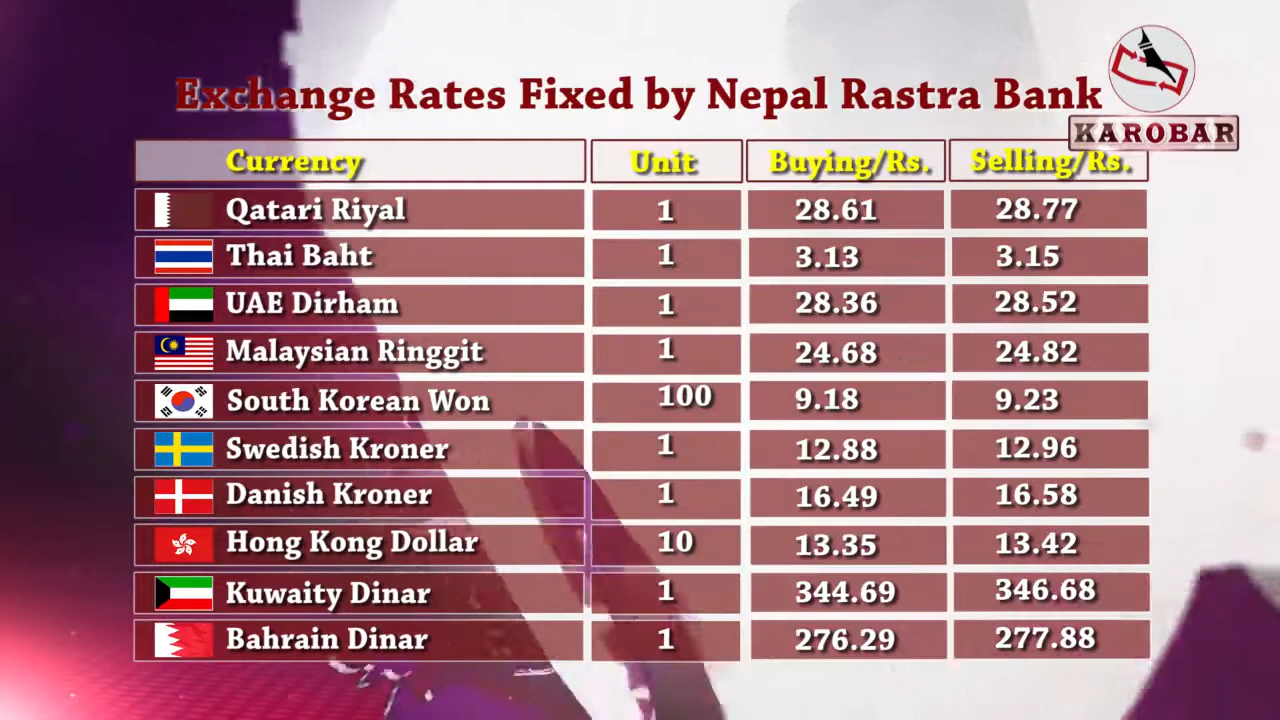 Exchange Rates Fixed by Nepal Rastra Bank
KAROBAR
Currency Unit Buying/Rs. Selling/Rs.
Qatari Riyal 1 28.61 28.77
Thai Baht 1 3.13 3.15
UAE Dirham 1 28.36 28.52
Malaysian Ringgit 1 24.68 24.82
South Korean Won 100 9.18 9.23
Swedish Kroner 1 12.88 12.96
Danish Kroner 1 16.49 16.58
Hong Kong Dollar 10 13.35 13.42
Kuwaity Dinar 1 344.69 346.68
Bahrain Dinar 1 276.29 277.88